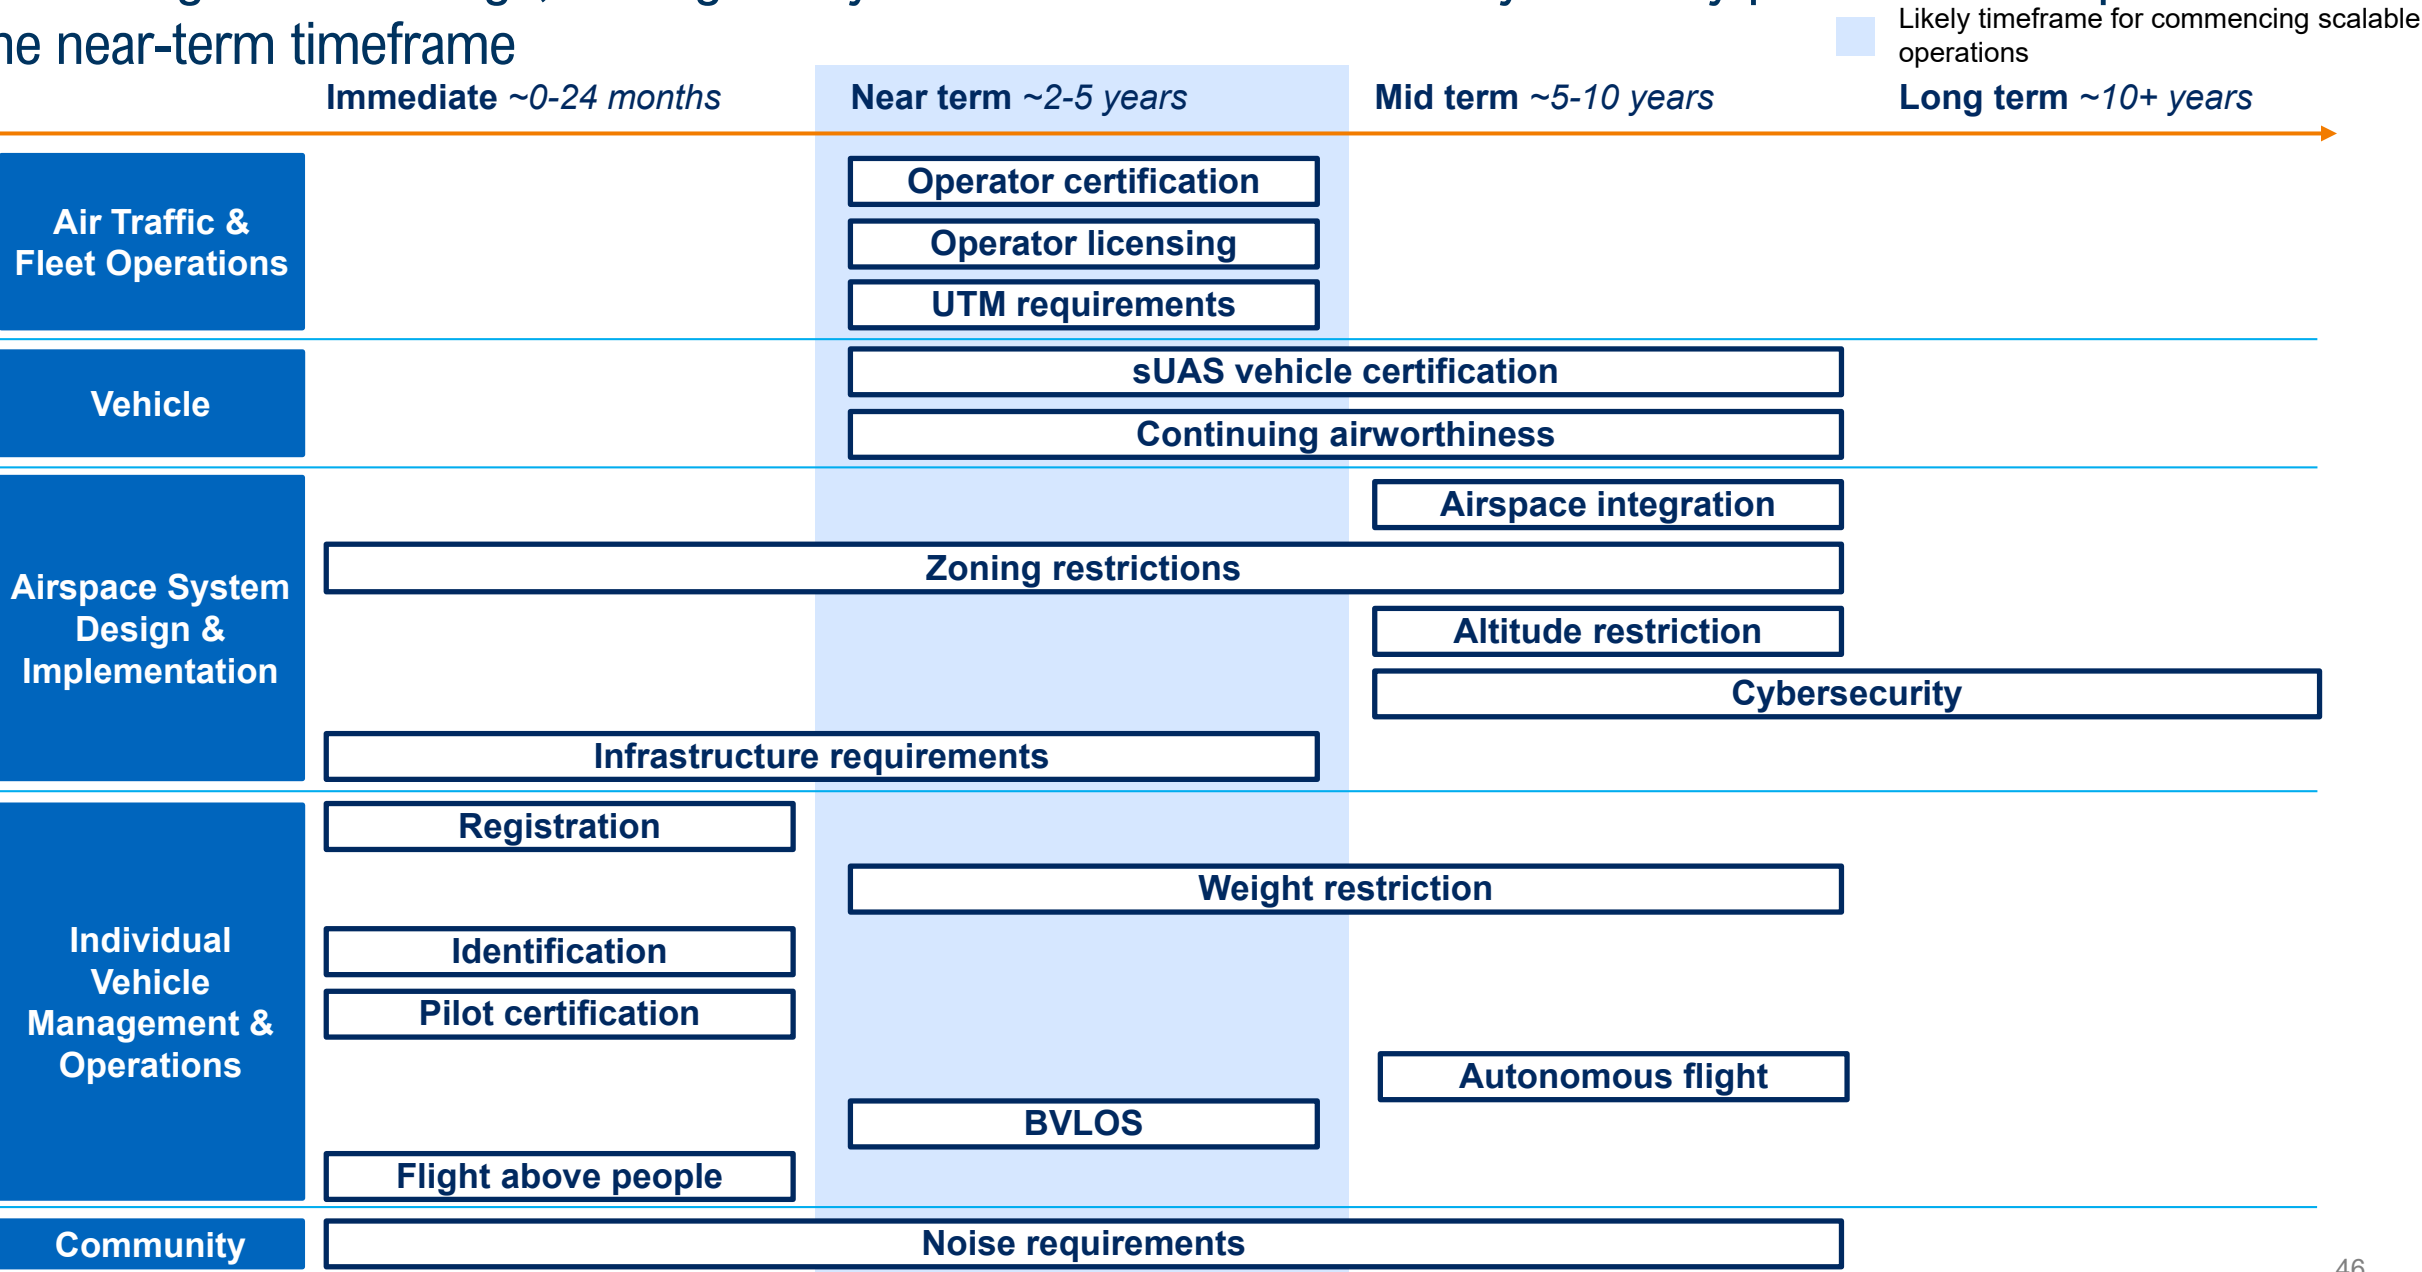 the near-term timeframe
Likely timeframe for commencing scalable
operations
Immediate ~0-24 months
Near term ~2-5 years
Mid term ~5-10 years
Long term ~10+ years
Air Traffic &
Fleet Operations
Operator certification
Operator licensing
UTM requirements
Vehicle
sUAS vehicle certification
Continuing airworthiness
Airspace System
Design &
Implementation
Airspace integration
Zoning restrictions
Altitude restriction
Cybersecurity
Infrastructure requirements
Individual
Vehicle
Management &
Operations
Registration
Weight restriction
Identification
Pilot certification
Autonomous flight
BVLOS
Flight above people
Community
Noise requirements
46